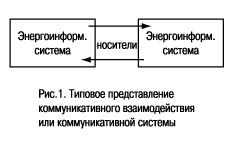 Энергоинформ.
система
носители
Энергоинформ.
система
Рис.1. Типовое представление
коммуникативного взаимодействия
или коммуникативной системы